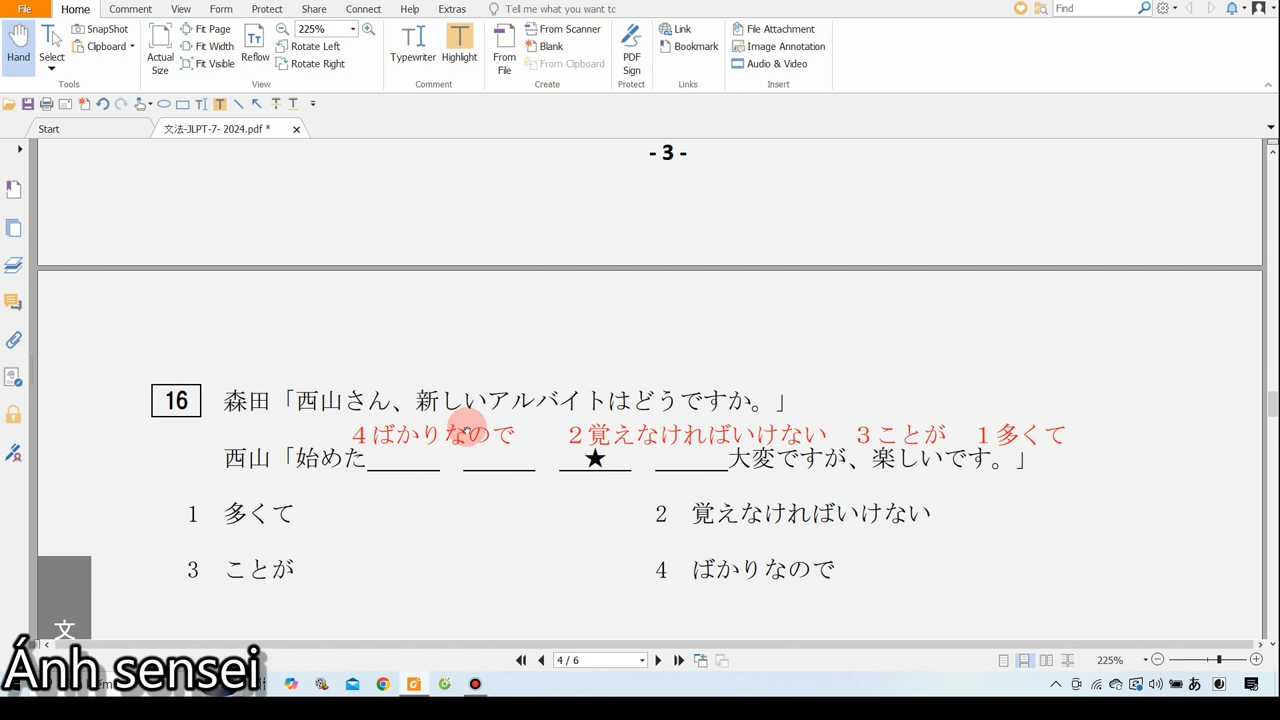 File Home Comment View Form Protect Share Connect Help Extras Tell me what you want to Find
Hand Select SnapShot Clipboard Actual Size Fit Page Fit Width Fit Visible Reflow 225% Rotate Left Rotate Right Typewriter Highlight From File From Scanner Blank From Clipboard PDF Sign Link Bookmark File Attachment Image Annotation Audio & Video
Tools View Comment Create Protect Links Insert
Start 文法-JLPT-7- 2024.pdf *
- 3 -
16 森田「西山さん、新しいアルバイトはどうですか。」
4ばかりなので 2覚えなければいけない 3ことが 1多くて
西山「始めた____ ____ __★__ ____大変ですが、楽しいです。」
1 多くて 2 覚えなければいけない
3 ことが 4 ばかりなので
文
4 / 6 225%
Ánh sensei